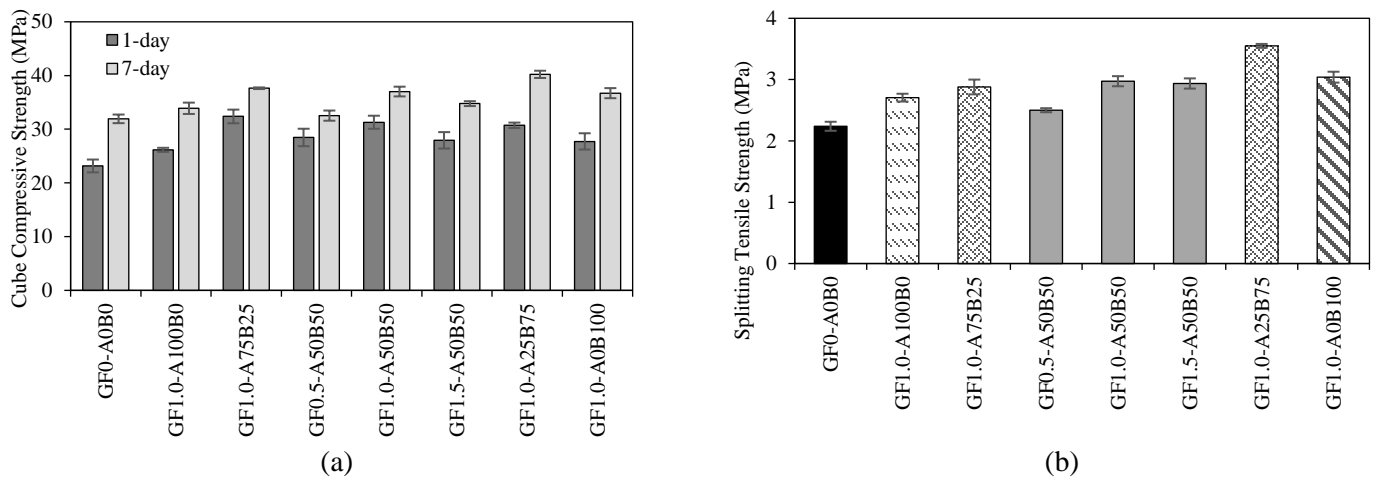 Cube Compressive Strength (MPa)
50
40
30
20
10
0
1-day
7-day
GF0-A0B0
GF1.0-A100B0
GF1.0-A75B25
GF0.5-A50B50
GF1.0-A50B50
GF1.5-A50B50
GF1.0-A25B75
GF1.0-A0B100
(a)
Splitting Tensile Strength (MPa)
4
3
2
1
0
GF0-A0B0
GF1.0-A100B0
GF1.0-A75B25
GF0.5-A50B50
GF1.0-A50B50
GF1.5-A50B50
GF1.0-A25B75
GF1.0-A0B100
(b)